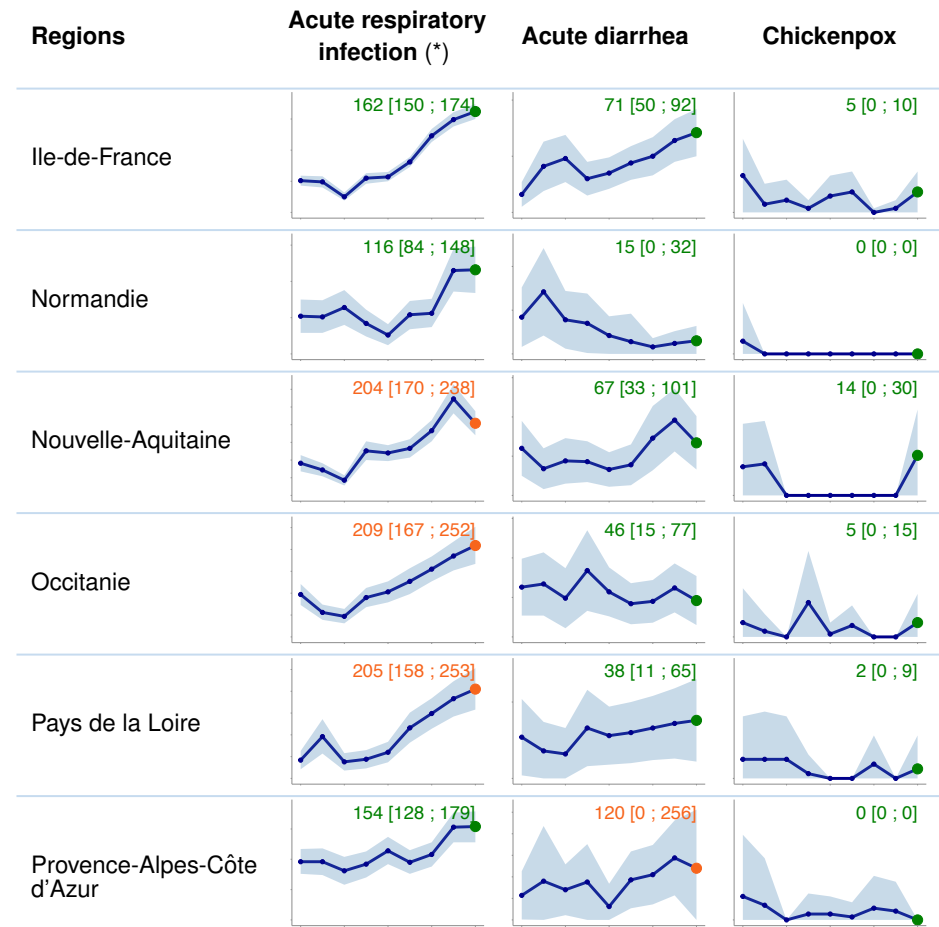 Regions
Acute respiratory
infection (*)
Acute diarrhea
Chickenpox
Ile-de-France
162 [150 ; 174]
71 [50 ; 92]
5 [0 ; 10]
Normandie
116 [84 ; 148]
15 [0 ; 32]
0 [0 ; 0]
Nouvelle-Aquitaine
204 [170 ; 238]
67 [33 ; 101]
14 [0 ; 30]
Occitanie
209 [167 ; 252]
46 [15 ; 77]
5 [0 ; 15]
Pays de la Loire
205 [158 ; 253]
38 [11 ; 65]
2 [0 ; 9]
Provence-Alpes-Côte
d'Azur
154 [128 ; 179]
120 [0 ; 256]
0 [0 ; 0]